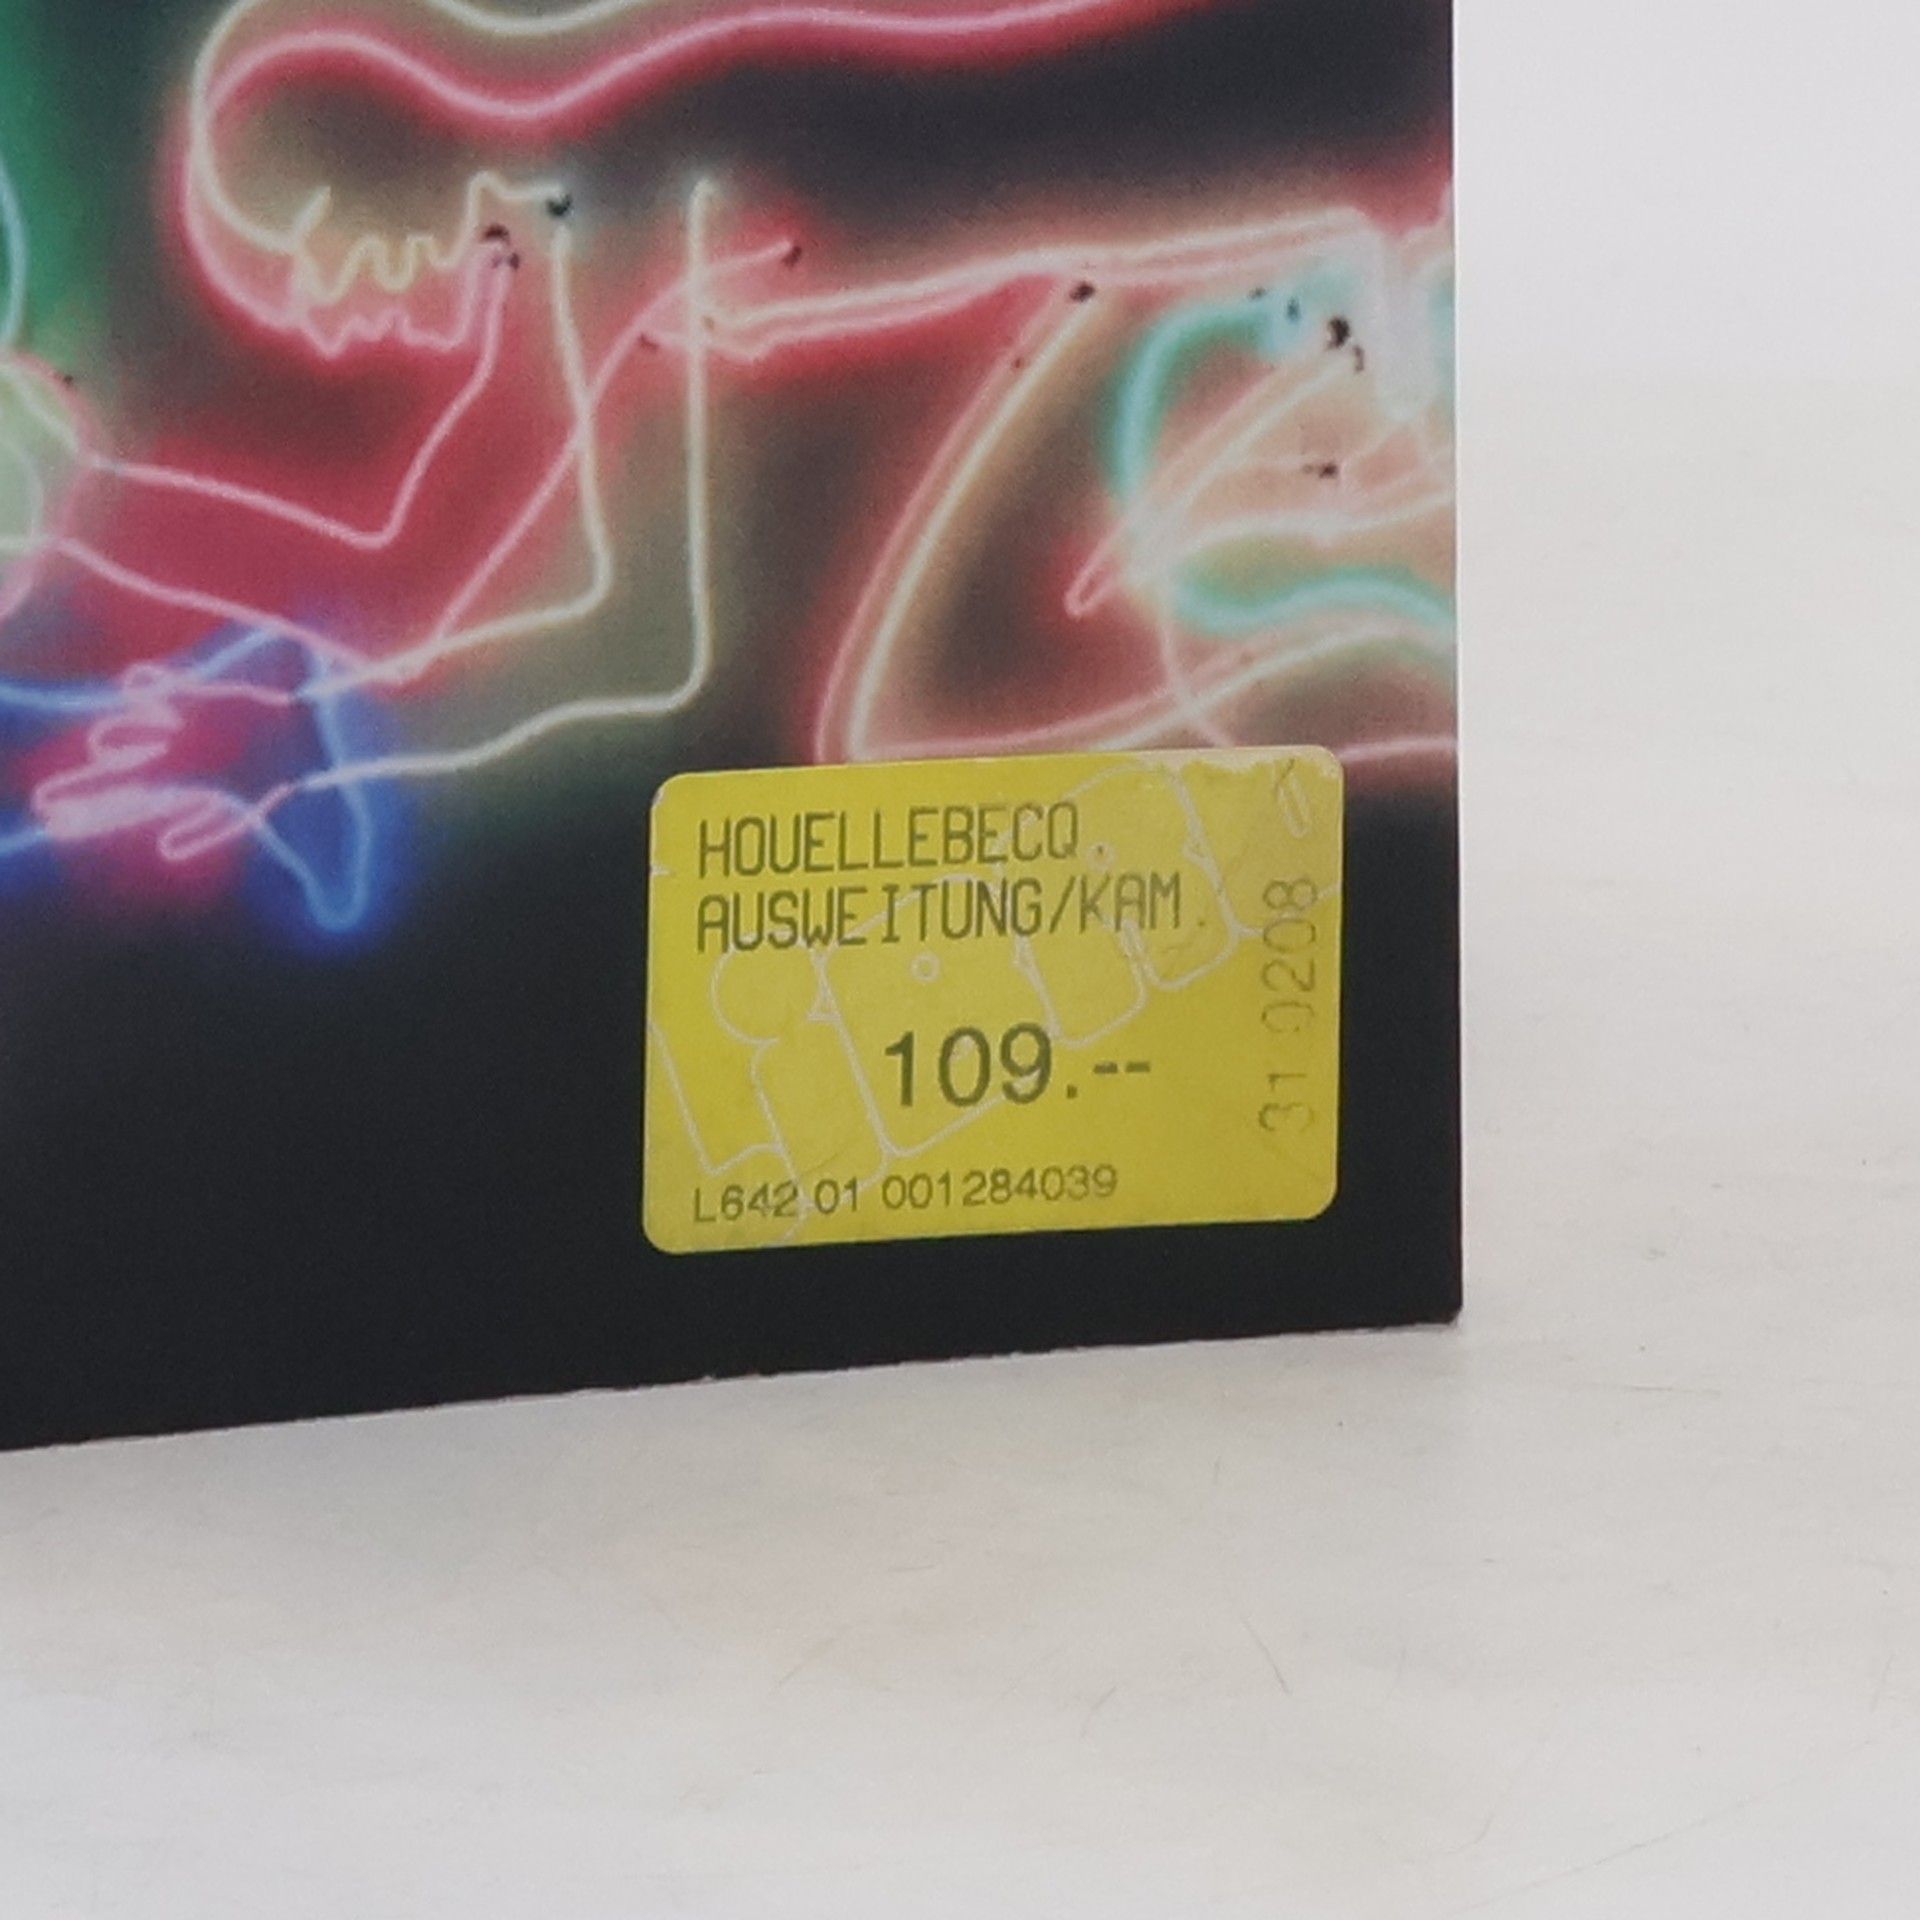 HOUELLEBECQ.
AUSWEITUNG/KAM.
109.--
L642 01 001284039
31 0208